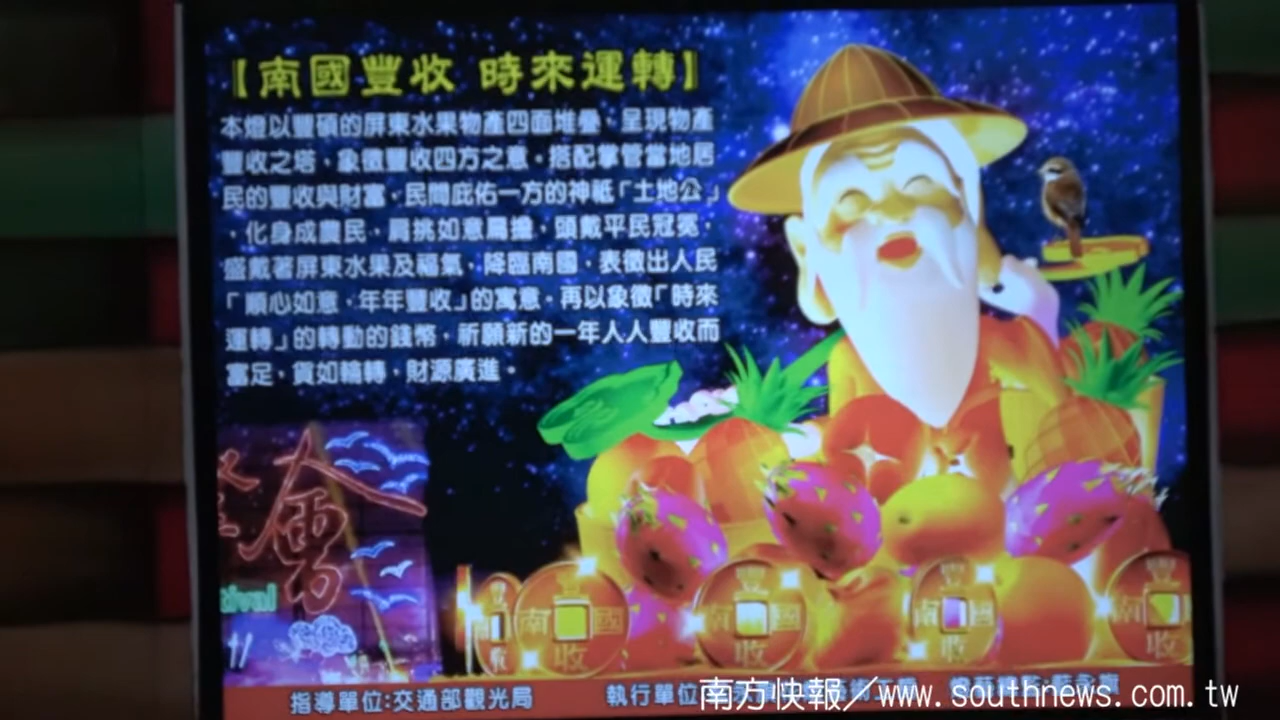 【南國豐收 時來運轉】
本燈以豐碩的屏東水果物產四面堆疊，呈現物產
豐收之塔，象徵豐收四方之意。搭配掌管當地居
民的豐收與財富，民間庇佑一方的神祇「土地公」
，化身成農民，肩挑如意扁擔，頭戴平民冠冕，
盛戴著屏東水果及福氣，降臨南國，表徵出人民
「順心如意，年年豐收」的寓意。再以象徵「時來
運轉」的轉動的錢幣，祈願新的一年人人豐收而
富足，貨如輪轉，財源廣進。
會
tival
豐收
南豐國收
南豐國收
南豐國收
南豐收
指導單位:交通部觀光局
執行單位
南方快報／www.southnews.com.tw